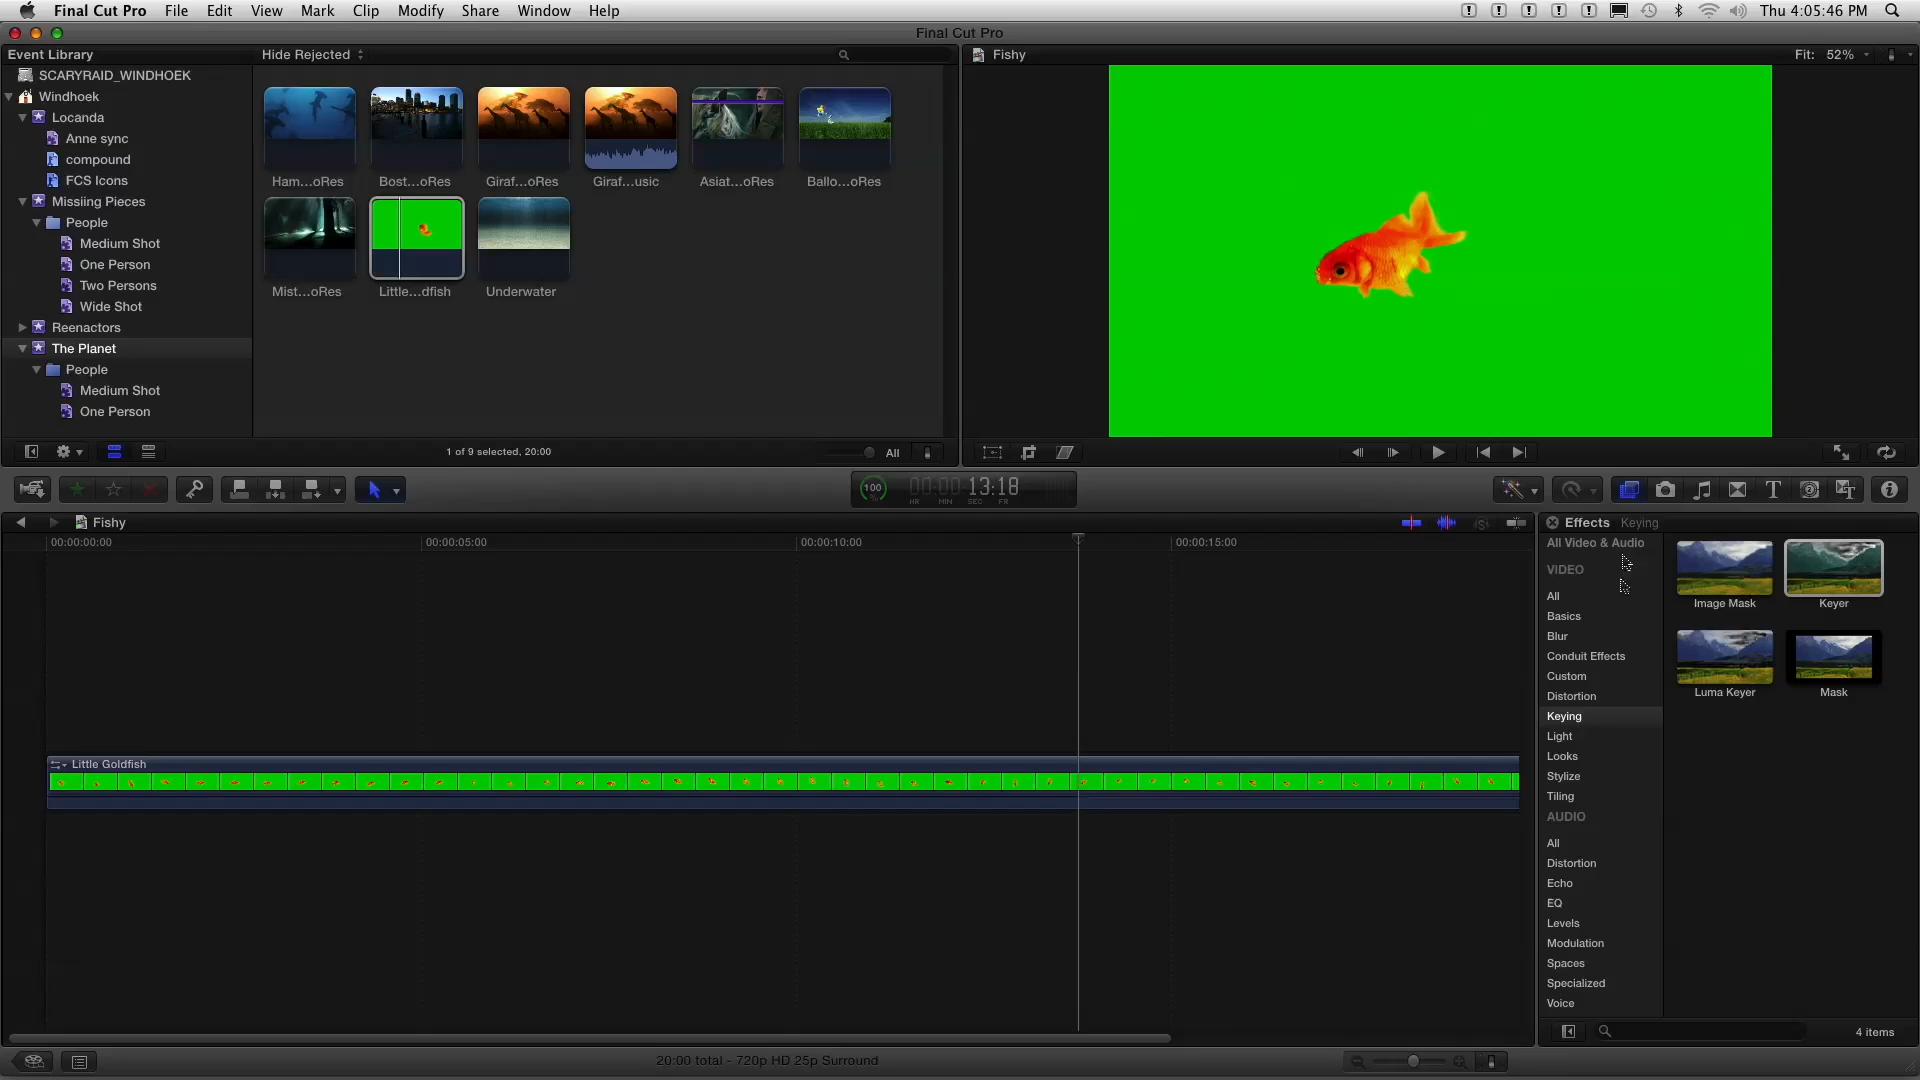 Final Cut Pro File Edit View Mark Clip Modify Share Window Help Thu 4:05:46 PM
Final Cut Pro
Event Library Hide Rejected
SCARYRAID_WINDHOEK
Windhoek
Locanda
Anne sync
compound
FCS Icons
Missiing Pieces
People
Medium Shot
One Person
Two Persons
Wide Shot
Reenactors
The Planet
People
Medium Shot
One Person
Ham...oRes Bost...oRes Giraf...oRes Giraf...usic Asiat...oRes Ballo...oRes
Mist...oRes Little...dfish Underwater
1 of 9 selected, 20:00 All
Fishy Fit: 52%
100 % 00:00:13:18
HR MIN SEC FR
Fishy
00:00:00:00 00:00:05:00 00:00:10:00 00:00:15:00
Little Goldfish
Effects Keying
All Video & Audio
VIDEO
All
Basics
Blur
Conduit Effects
Custom
Distortion
Keying
Light
Looks
Stylize
Tiling
AUDIO
All
Distortion
Echo
EQ
Levels
Modulation
Spaces
Specialized
Voice
Image Mask Keyer
Luma Keyer Mask
4 items
20:00 total - 720p HD 25p Surround